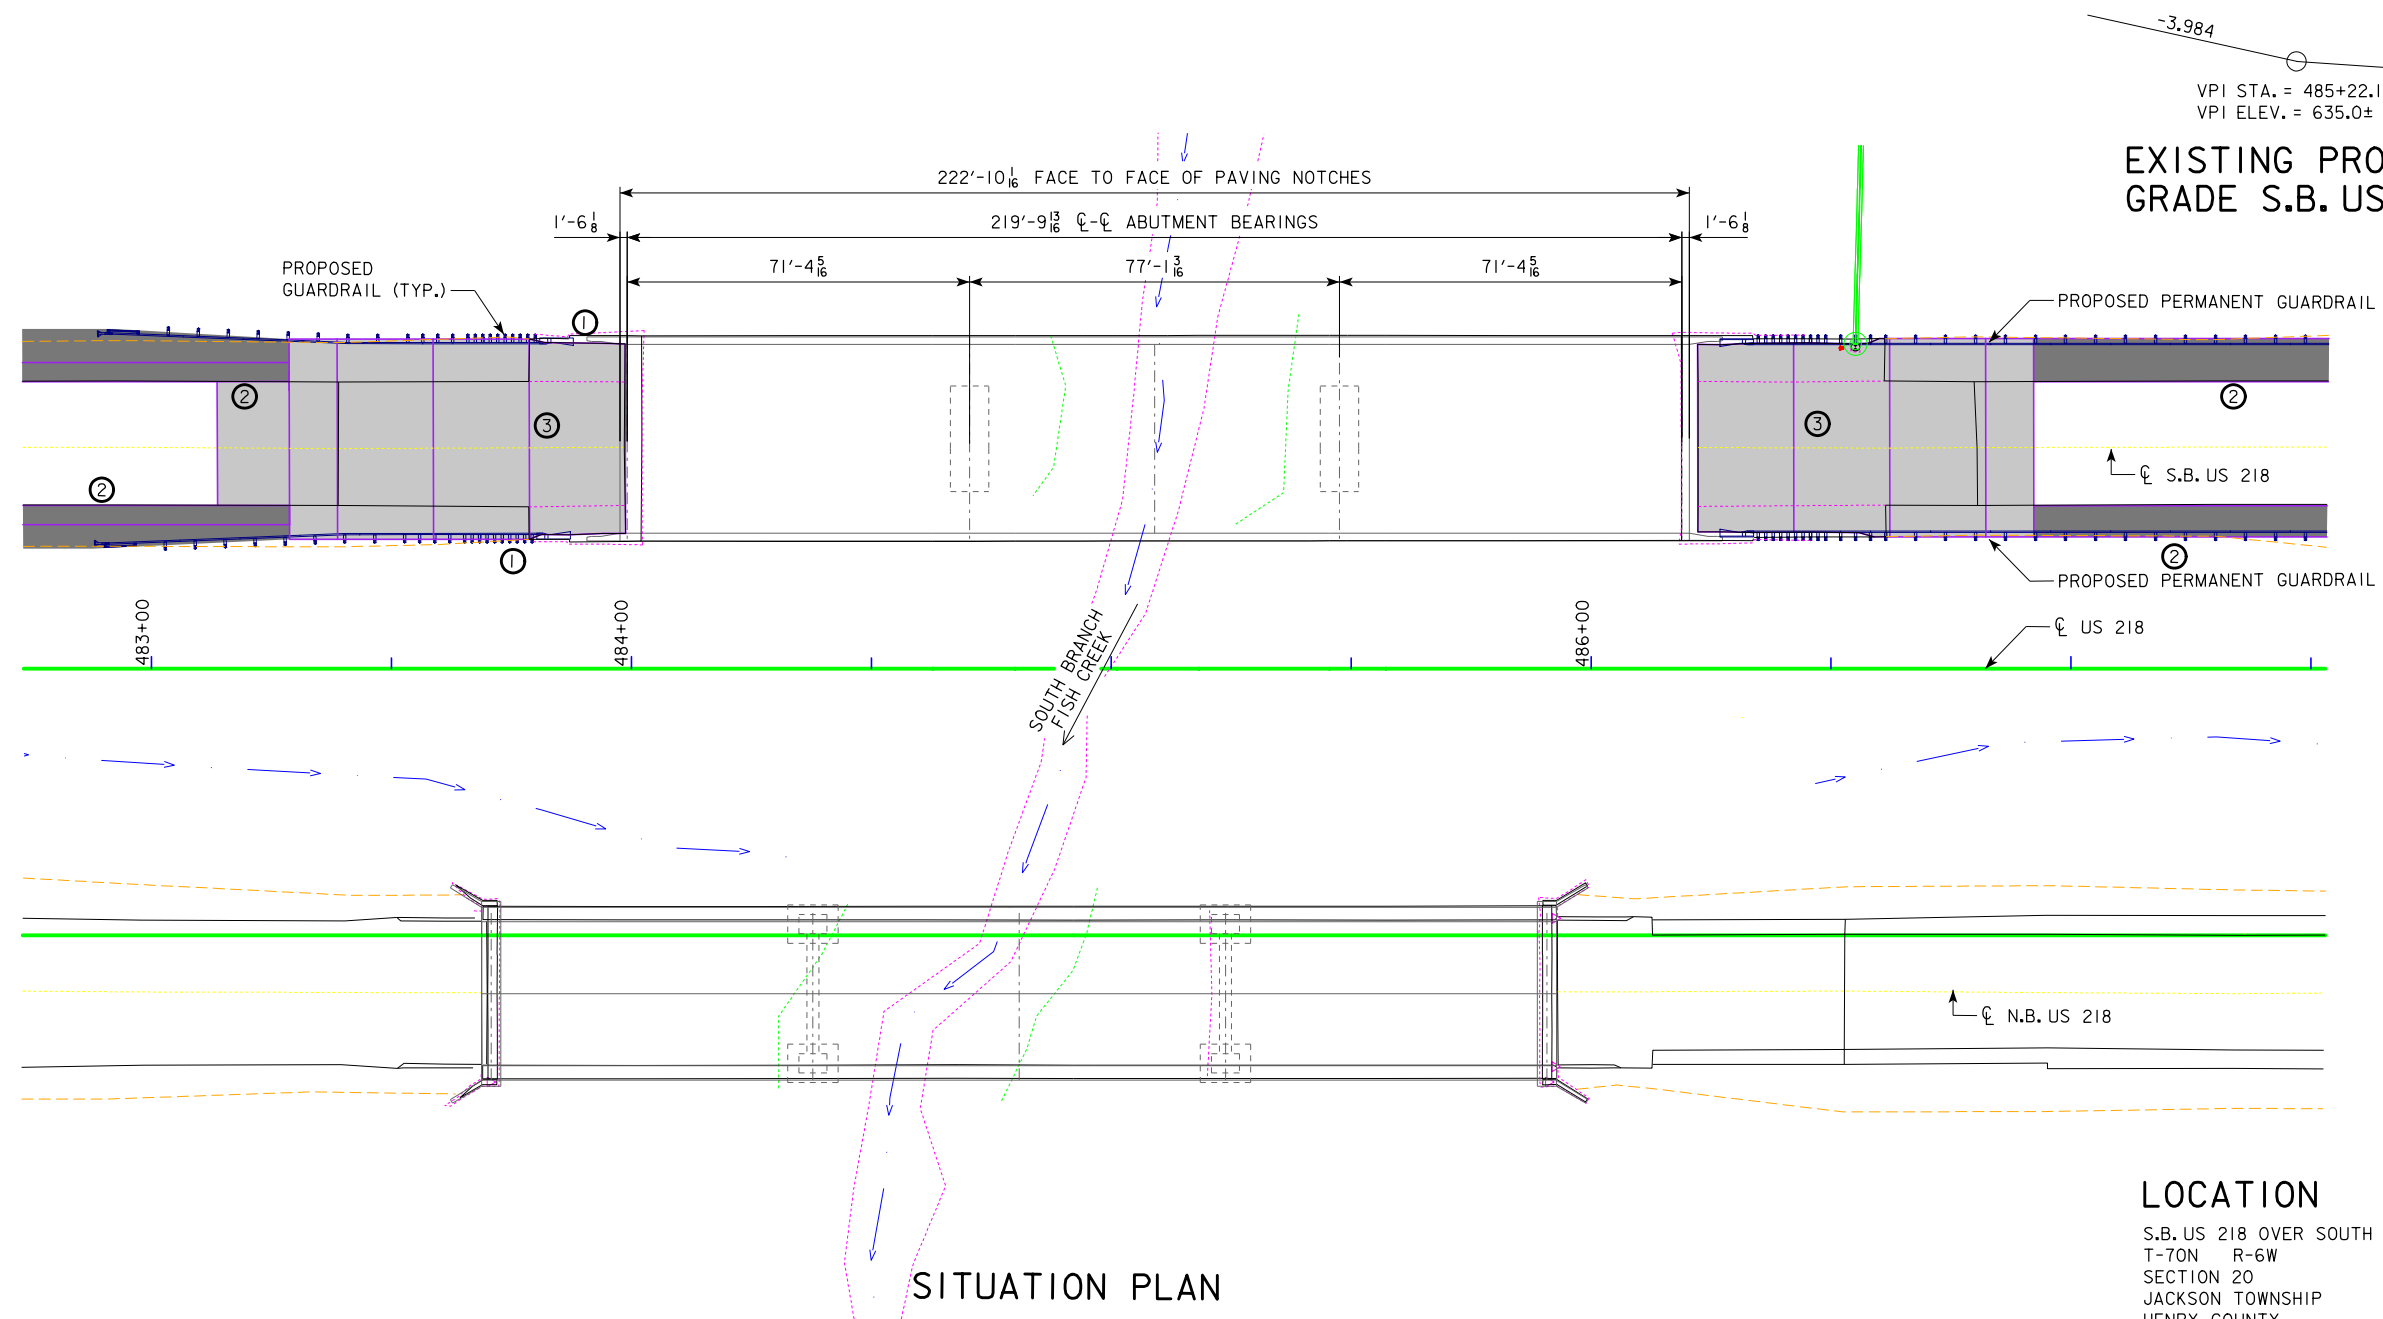 -3.984
VPI STA. = 485+22.1
VPI ELEV. = 635.0±
EXISTING PRO
GRADE S.B. US
222'-10 1/16 FACE TO FACE OF PAVING NOTCHES
1'-6 1/8
219'-9 13/16 ℄-℄ ABUTMENT BEARINGS
1'-6 1/8
71'-4 5/16
77'-1 3/16
71'-4 5/16
PROPOSED
GUARDRAIL (TYP.)
PROPOSED PERMANENT GUARDRAIL
1
2
3
3
2
℄ S.B. US 218
2
1
2
PROPOSED PERMANENT GUARDRAIL
483+00
484+00
486+00
℄ US 218
SOUTH BRANCH
FISH CREEK
℄ N.B. US 218
LOCATION
S.B. US 218 OVER SOUTH
T-70N R-6W
SECTION 20
JACKSON TOWNSHIP
HENRY COUNTY
SITUATION PLAN